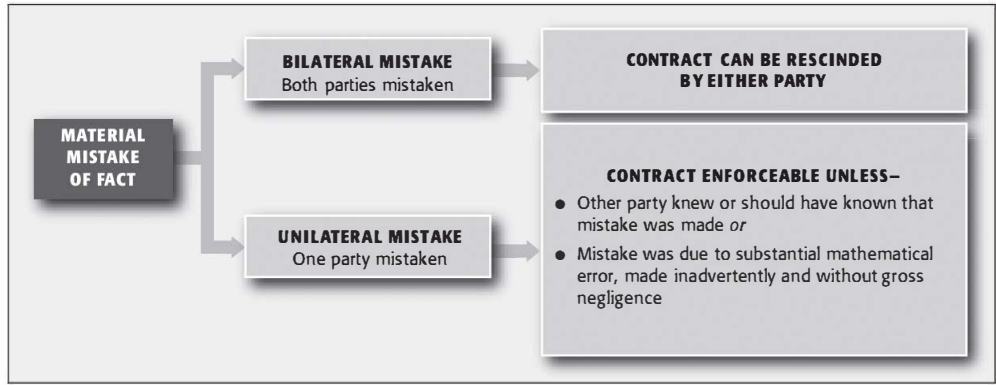 MATERIAL
MISTAKE
OF FACT
BILATERAL MISTAKE
Both parties mistaken
CONTRACT CAN BE RESCINDED
BY EITHER PARTY
UNILATERAL MISTAKE
One party mistaken
CONTRACT ENFORCEABLE UNLESS—
● Other party knew or should have known that
mistake was made or
● Mistake was due to substantial mathematical
error, made inadvertently and without gross
negligence